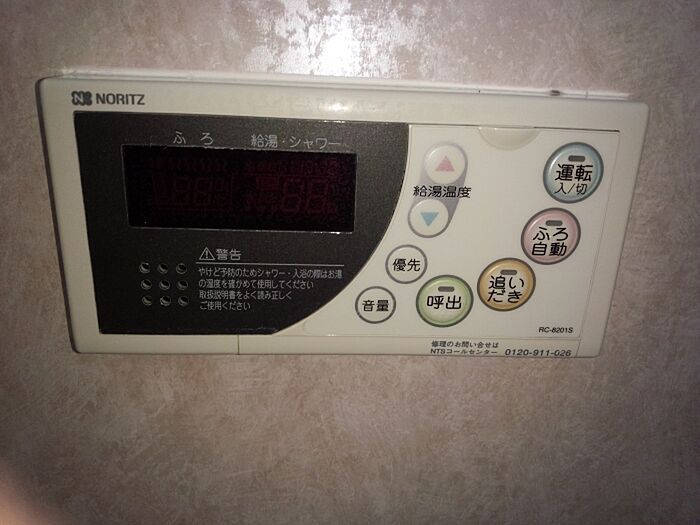 NORITZ
ふろ 給湯・シャワー
運転
入/切
給湯温度
ふろ
自動
優先
追い
だき
音量
呼出
⚠警告
やけど予防のためシャワー・入浴の際はお湯
の温度を確かめて使用してください
取扱説明書をよく読み正しく
ご使用ください
RC-8201S
修理のお問い合せは
NTSコールセンター 0120-911-026